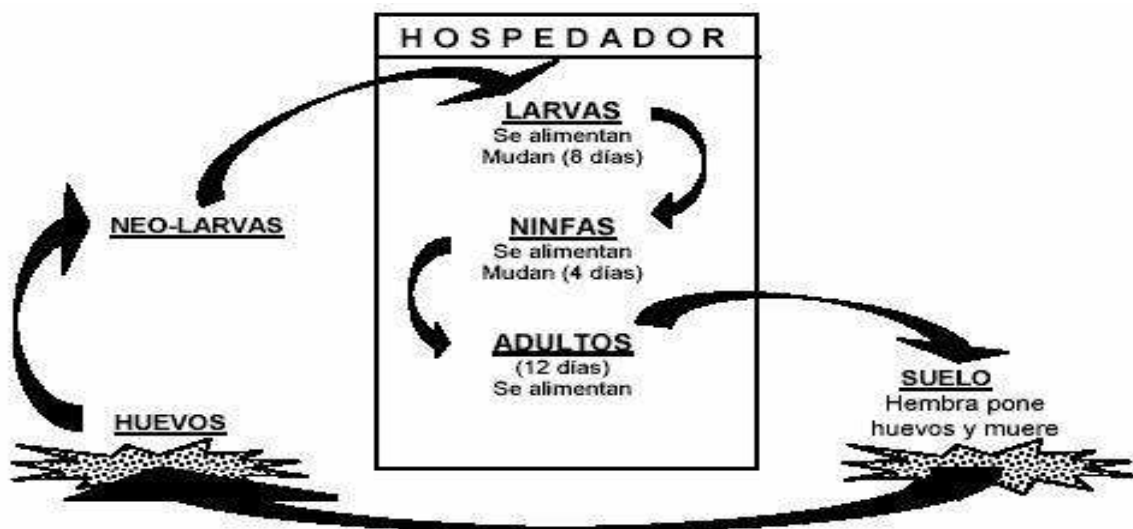 HOSPEDADOR
LARVAS
Se alimentan
Mudan (8 días)
NEO-LARVAS
NINFAS
Se alimentan
Mudan (4 días)
ADULTOS
(12 días)
Se alimentan
SUELO
Hembra pone
huevos y muere
HUEVOS